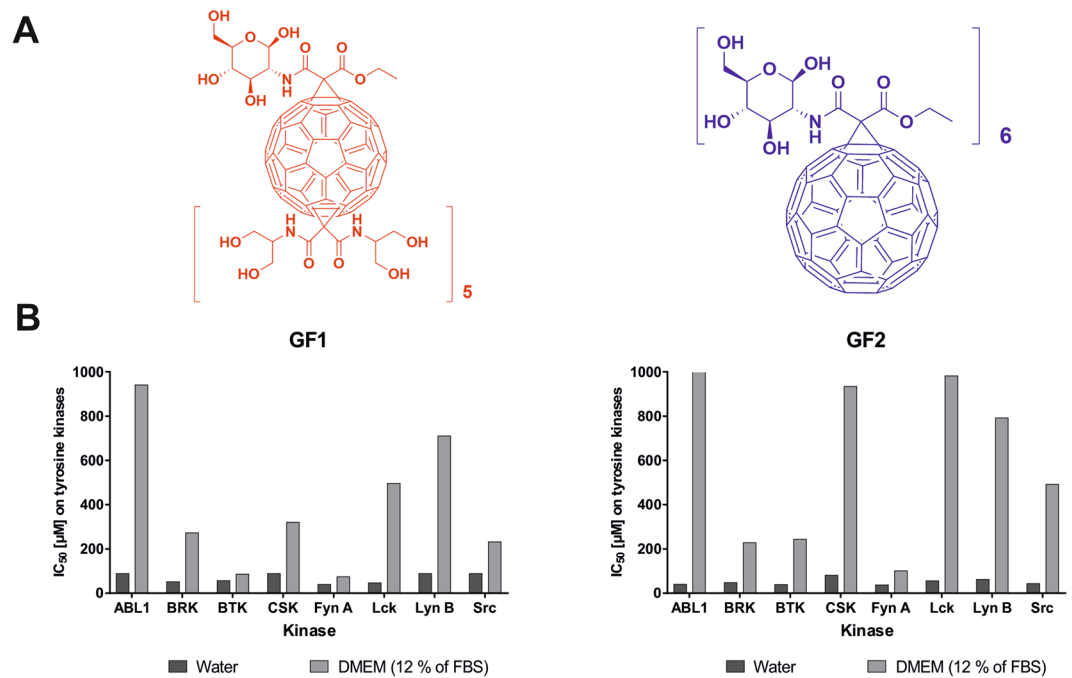 A
OH
O
OH
O
O
HO
N
H
O
OH
H
N
H
N
HO
OH
O
O
HO
OH
5
OH
O
OH
O
O
HO
N
H
O
OH
6
B
GF1
IC50 [µM] on tyrosine kinases
1000
800
600
400
200
0
ABL1 BRK BTK CSK Fyn A Lck Lyn B Src
Kinase
Water DMEM (12 % of FBS)
GF2
IC50 [µM] on tyrosine kinases
1000
800
600
400
200
0
ABL1 BRK BTK CSK Fyn A Lck Lyn B Src
Kinase
Water DMEM (12 % of FBS)